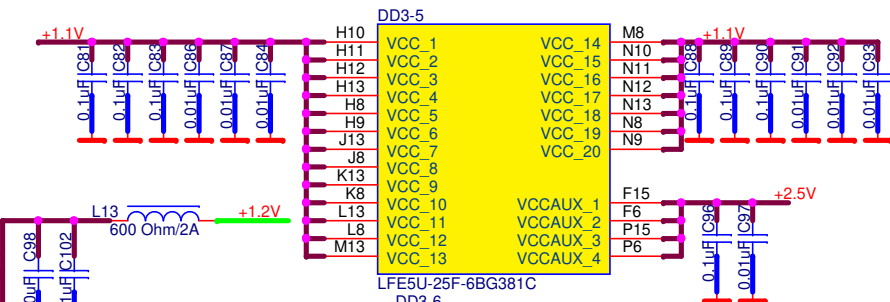 DD3-5
+1.1V
C81
0.1uF
C82
0.1uF
C83
0.1uF
C86
0.01uF
C87
0.01uF
C84
0.01uF
H10 VCC_1
H11 VCC_2
H12 VCC_3
H13 VCC_4
H8 VCC_5
H9 VCC_6
J13 VCC_7
J8 VCC_8
K13 VCC_9
K8 VCC_10
L13 VCC_11
L8 VCC_12
M13 VCC_13
VCC_14 M8
VCC_15 N10
VCC_16 N11
VCC_17 N12
VCC_18 N13
VCC_19 N8
VCC_20 N9
VCCAUX_1 F15
VCCAUX_2 F6
VCCAUX_3 P15
VCCAUX_4 P6
+1.1V
C88
0.1uF
C89
0.1uF
C90
0.1uF
C91
0.01uF
C92
0.01uF
C93
0.01uF
+2.5V
C96
0.1uF
C97
0.01uF
L13
600 Ohm/2A
+1.2V
C98
C102
LFE5U-25F-6BG381C
DD3-6